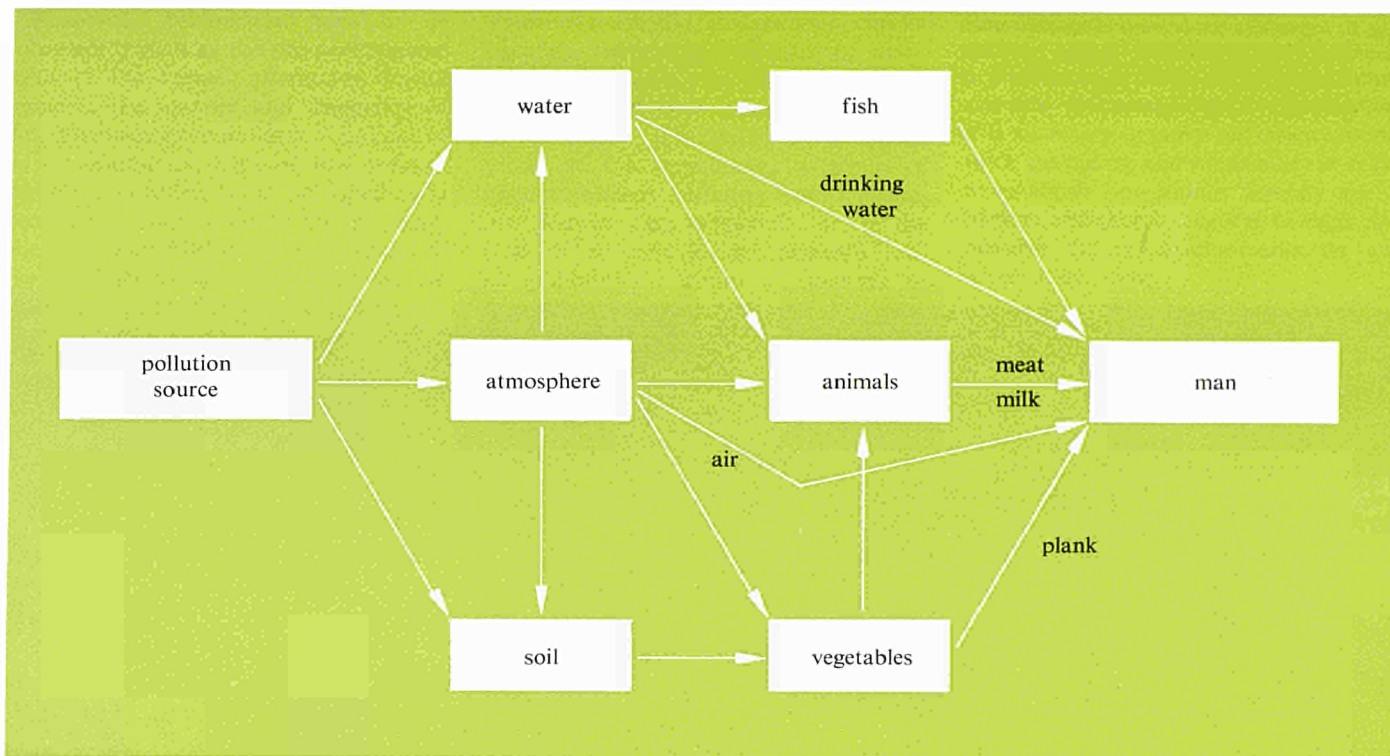 water
fish
drinking
water
pollution
source
atmosphere
animals
meat
milk
man
air
plank
soil
vegetables